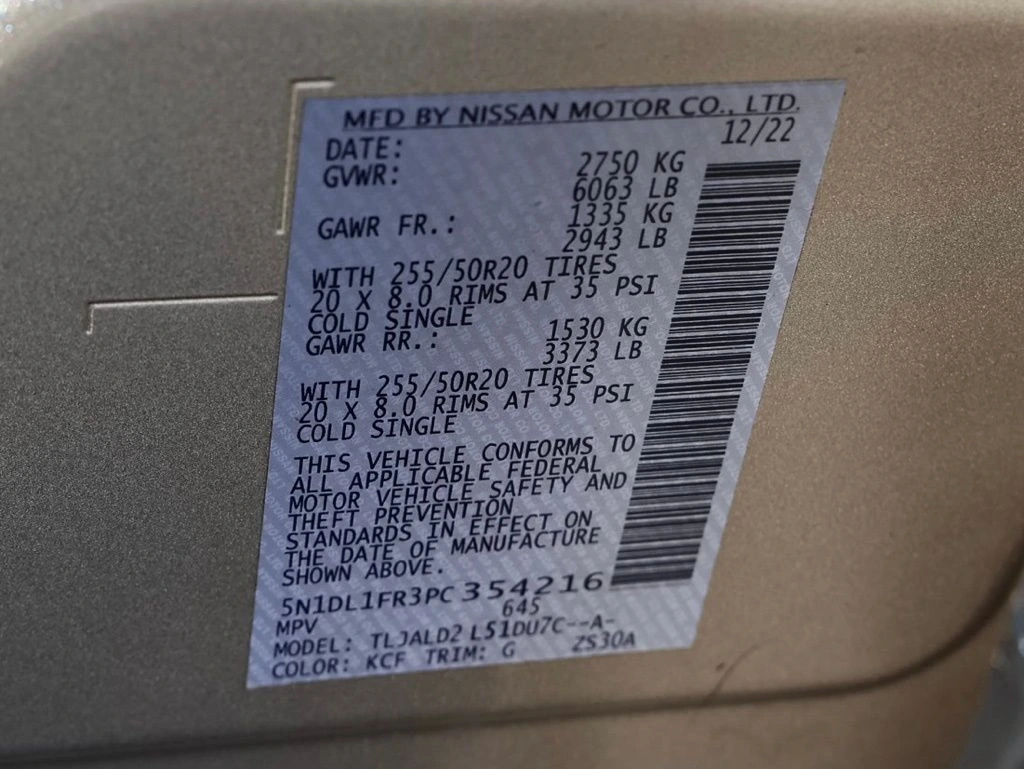 MFD BY NISSAN MOTOR CO., LTD.
DATE: 12/22
GVWR: 2750 KG
6063 LB
GAWR FR.: 1335 KG
2943 LB
WITH 255/50R20 TIRES
20 X 8.0 RIMS AT 35 PSI
COLD SINGLE
GAWR RR.: 1530 KG
3373 LB
WITH 255/50R20 TIRES
20 X 8.0 RIMS AT 35 PSI
COLD SINGLE
THIS VEHICLE CONFORMS TO
ALL APPLICABLE FEDERAL
MOTOR VEHICLE SAFETY AND
THEFT PREVENTION
STANDARDS IN EFFECT ON
THE DATE OF MANUFACTURE
SHOWN ABOVE.
5N1DL1FR3PC354216
MPV 645
MODEL: TLJALD2 L51DU7C--A-
COLOR: KCF TRIM: G ZS30A